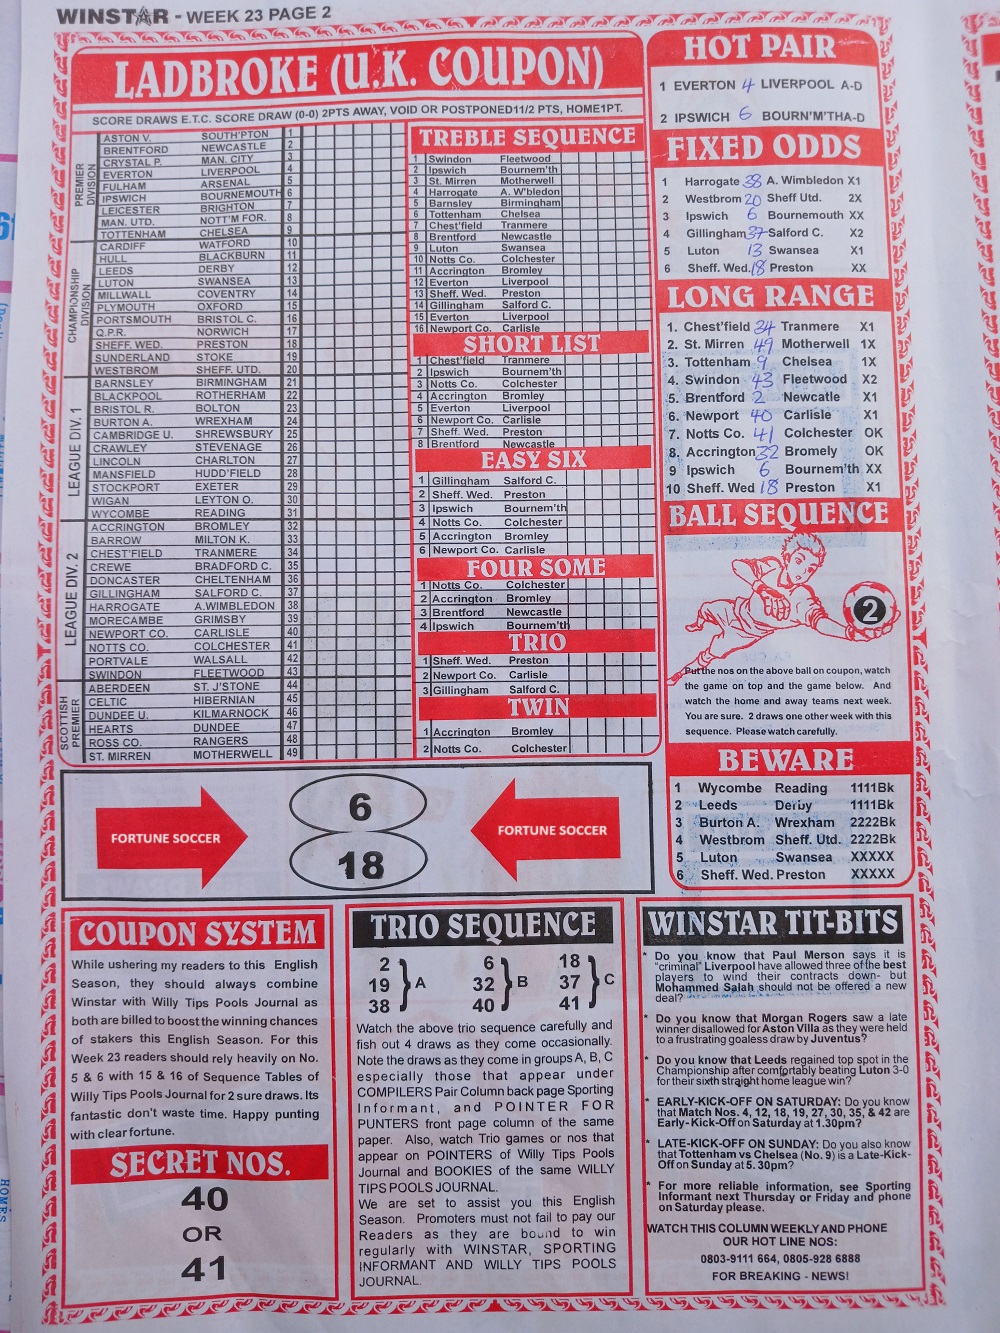 WINSTAR - WEEK 23 PAGE 2
LADBROKE (U.K. COUPON)
SCORE DRAWS E.T.C. SCORE DRAW (0-0) 2PTS AWAY, VOID OR POSTPONED11/2 PTS, HOME1PT.
PREMIER DIVISION
ASTON V. SOUTH'PTON 1
BRENTFORD NEWCASTLE 2
CRYSTAL P. MAN. CITY 3
EVERTON LIVERPOOL 4
FULHAM ARSENAL 5
IPSWICH BOURNEMOUTH 6
LEICESTER BRIGHTON 7
MAN. UTD. NOTT'M FOR. 8
TOTTENHAM CHELSEA 9
CHAMPIONSHIP DIVISION
CARDIFF WATFORD 10
HULL BLACKBURN 11
LEEDS DERBY 12
LUTON SWANSEA 13
MILLWALL COVENTRY 14
PLYMOUTH OXFORD 15
PORTSMOUTH BRISTOL C. 16
Q.P.R. NORWICH 17
SHEFF. WED. PRESTON 18
SUNDERLAND STOKE 19
WESTBROM SHEFF. UTD. 20
LEAGUE DIV. 1
BARNSLEY BIRMINGHAM 21
BLACKPOOL ROTHERHAM 22
BRISTOL R. BOLTON 23
BURTON A. WREXHAM 24
CAMBRIDGE U. SHREWSBURY 25
CRAWLEY STEVENAGE 26
LINCOLN CHARLTON 27
MANSFIELD HUDD'FIELD 28
STOCKPORT EXETER 29
WIGAN LEYTON O. 30
WYCOMBE READING 31
LEAGUE DIV. 2
ACCRINGTON BROMLEY 32
BARROW MILTON K. 33
CHEST'FIELD TRANMERE 34
CREWE BRADFORD C. 35
DONCASTER CHELTENHAM 36
GILLINGHAM SALFORD C. 37
HARROGATE A.WIMBLEDON 38
MORECAMBE GRIMSBY 39
NEWPORT CO. CARLISLE 40
NOTTS CO. COLCHESTER 41
PORTVALE WALSALL 42
SWINDON FLEETWOOD 43
SCOTTISH PREMIER
ABERDEEN ST. J'STONE 44
CELTIC HIBERNIAN 45
DUNDEE U. KILMARNOCK 46
HEARTS DUNDEE 47
ROSS CO. RANGERS 48
ST. MIRREN MOTHERWELL 49
TREBLE SEQUENCE
1 Swindon Fleetwood
2 Ipswich Bournem'th
3 St. Mirren Motherwell
4 Harrogate A. W'bledon
5 Barnsley Birmingham
6 Tottenham Chelsea
7 Chest'field Tranmere
8 Brentford Newcastle
9 Luton Swansea
10 Notts Co. Colchester
11 Accrington Bromley
12 Everton Liverpool
13 Sheff. Wed. Preston
14 Gillingham Salford C.
15 Everton Liverpool
16 Newport Co. Carlisle
SHORT LIST
1 Chest'field Tranmere
2 Ipswich Bournem'th
3 Notts Co. Colchester
4 Accrington Bromley
5 Everton Liverpool
6 Newport Co. Carlisle
7 Sheff. Wed. Preston
8 Brentford Newcastle
EASY SIX
1 Gillingham Salford C.
2 Sheff. Wed. Preston
3 Ipswich Bournem'th
4 Notts Co. Colchester
5 Accrington Bromley
6 Newport Co. Carlisle
FOUR SOME
1 Notts Co. Colchester
2 Accrington Bromley
3 Brentford Newcastle
4 Ipswich Bournem'th
TRIO
1 Sheff. Wed. Preston
2 Newport Co. Carlisle
3 Gillingham Salford C.
TWIN
1 Accrington Bromley
2 Notts Co. Colchester
HOT PAIR
1 EVERTON 4 LIVERPOOL A-D
2 IPSWICH 6 BOURN'M'THA-D
FIXED ODDS
1 Harrogate 38 A. Wimbledon X1
2 Westbrom 20 Sheff Utd. 2X
3 Ipswich 6 Bournemouth XX
4 Gillingham 37 Salford C. X2
5 Luton 13 Swansea X1
6 Sheff. Wed. 18 Preston XX
LONG RANGE
1. Chest'field 34 Tranmere X1
2. St. Mirren 49 Motherwell 1X
3. Tottenham 9 Chelsea 1X
4. Swindon 43 Fleetwood X2
5. Brentford 2 Newcatle X1
6. Newport 40 Carlisle X1
7. Notts Co. 41 Colchester OK
8. Accrington 32 Bromely OK
9 Ipswich 6 Bournem'th XX
10 Sheff. Wed 18 Preston X1
BALL SEQUENCE
2
Put the nos on the above ball on coupon, watch
the game on top and the game below. And
watch the home and away teams next week.
You are sure. 2 draws one other week with this
sequence. Please watch carefully.
BEWARE
1 Wycombe Reading 1111Bk
2 Leeds Derby 1111Bk
3 Burton A. Wrexham 2222Bk
4 Westbrom Sheff. Utd. 2222Bk
5 Luton Swansea XXXXX
6 Sheff. Wed. Preston XXXXX
FORTUNE SOCCER
6
18
FORTUNE SOCCER
COUPON SYSTEM
While ushering my readers to this English
Season, they should always combine
Winstar with Willy Tips Pools Journal as
both are billed to boost the winning chances
of stakers this English Season. For this
Week 23 readers should rely heavily on No.
5 & 6 with 15 & 16 of Sequence Tables of
Willy Tips Pools Journal for 2 sure draws. Its
fantastic don't waste time. Happy punting
with clear fortune.
SECRET NOS.
40
OR
41
TRIO SEQUENCE
2 6 18
19 A 32 B 37 C
38 40 41
Watch the above trio sequence carefully and
fish out 4 draws as they come occasionally.
Note the draws as they come in groups A, B, C
especially those that appear under
COMPILERS Pair Column back page Sporting
Informant, and POINTER FOR
PUNTERS front page column of the same
paper. Also, watch Trio games or nos that
appear on POINTERS of Willy Tips Pools
Journal and BOOKIES of the same WILLY
TIPS POOLS JOURNAL.
We are set to assist you this English
Season. Promoters must not fail to pay our
Readers as they are bound to win
regularly with WINSTAR, SPORTING
INFORMANT AND WILLY TIPS POOLS
JOURNAL.
WINSTAR TIT-BITS
* Do you know that Paul Merson says it is
"criminal" Liverpool have allowed three of the best
players to wind their contracts down- but
Mohammed Salah should not be offered a new
deal?
* Do you know that Morgan Rogers saw a late
winner disallowed for Aston Villa as they were held
to a frustrating goaless draw by Juventus?
* Do you know that Leeds regained top spot in the
Championship after comfortably beating Luton 3-0
for their sixth straight home league win?
* EARLY-KICK-OFF ON SATURDAY: Do you know
that Match Nos. 4, 12, 18, 19, 27, 30, 35, & 42 are
Early-Kick-Off on Saturday at 1.30pm?
* LATE-KICK-OFF ON SUNDAY: Do you also know
that Tottenham vs Chelsea (No. 9) is a Late-Kick-
Off on Sunday at 5. 30pm?
* For more reliable information, see Sporting
Informant next Thursday or Friday and phone
on Saturday please.
WATCH THIS COLUMN WEEKLY AND PHONE
OUR HOT LINE NOS:
0803-9111 664, 0805-928 6888
FOR BREAKING - NEWS!